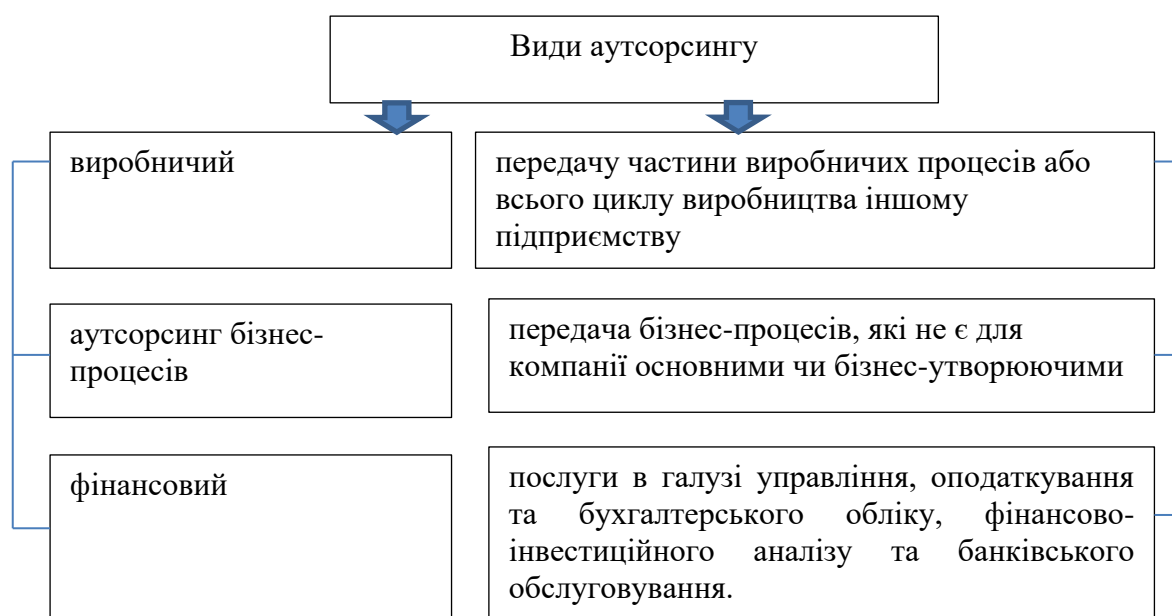 Види аутсорсингу
виробничий
передачу частини виробничих процесів або
всього циклу виробництва іншому
підприємству
аутсорсинг бізнес-
процесів
передача бізнес-процесів, які не є для
компанії основними чи бізнес-утворюючими
фінансовий
послуги в галузі управління, оподаткування
та бухгалтерського обліку, фінансово-
інвестиційного аналізу та банківського
обслуговування.